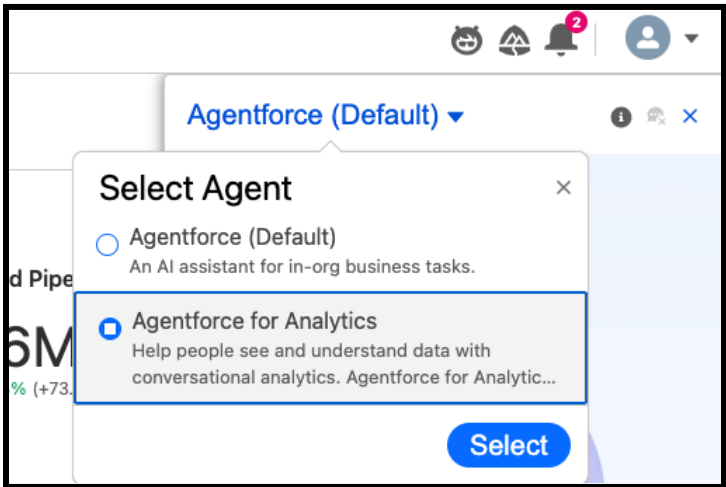 2
Agentforce (Default)
Select Agent
Agentforce (Default)
An AI assistant for in-org business tasks.
d Pipe
Agentforce for Analytics
6M
Help people see and understand data with
% (+73.
conversational analytics. Agentforce for Analytic...
Select